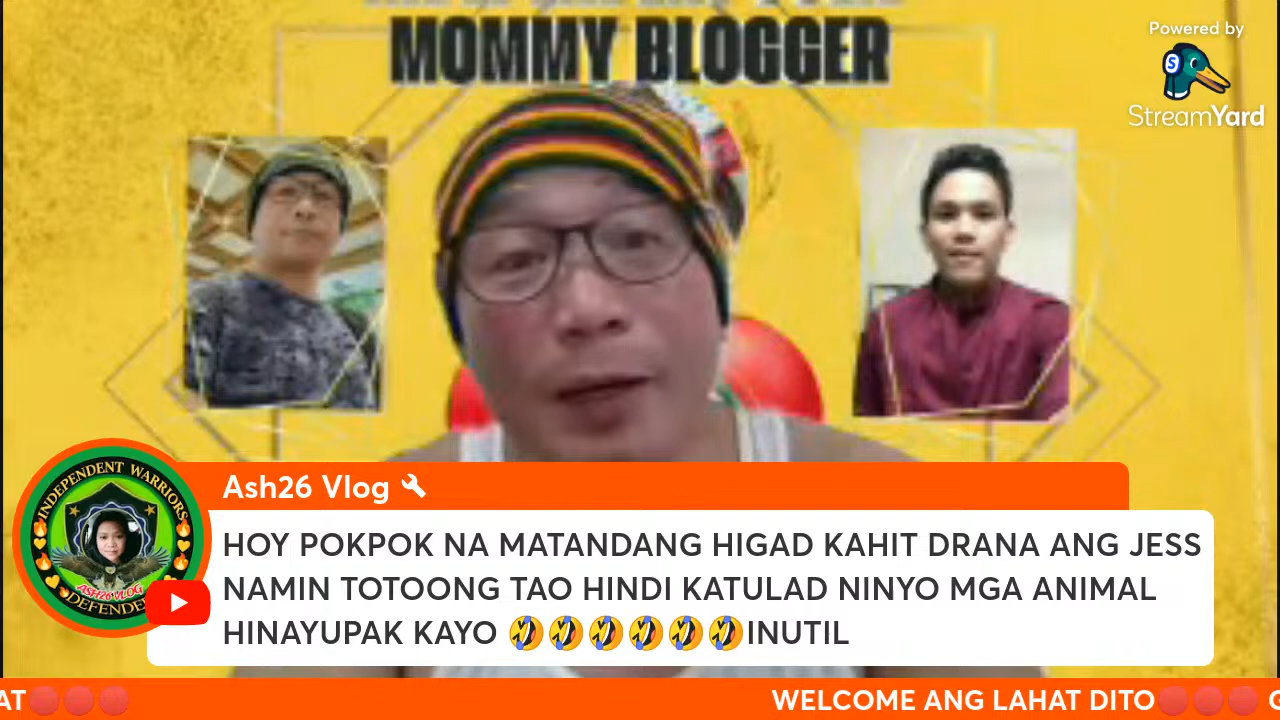 MOMMY BLOGGER
Powered by
StreamYard
INDEPENDENT WARRIORS
ASH26 VLOG
DEFENDER
Ash26 Vlog
HOY POKPOK NA MATANDANG HIGAD KAHIT DRANA ANG JESS
NAMIN TOTOONG TAO HINDI KATULAD NINYO MGA ANIMAL
HINAYUPAK KAYO 🤣🤣🤣🤣🤣🤣INUTIL
AT🔴🔴🔴 WELCOME ANG LAHAT DITO🔴🔴🔴